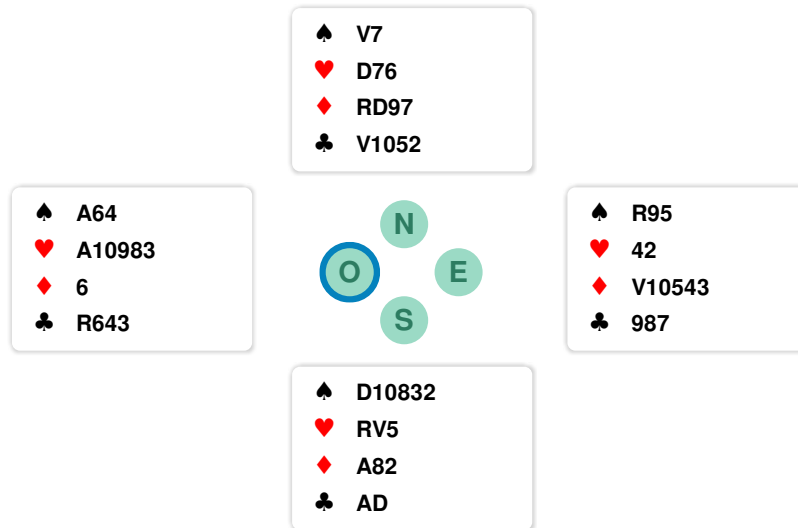 ♠ V7
♥ D76
♦ RD97
♣ V1052
♠ A64
♥ A10983
♦ 6
♣ R643
N
O E
S
♠ R95
♥ 42
♦ V10543
♣ 987
♠ D10832
♥ RV5
♦ A82
♣ AD